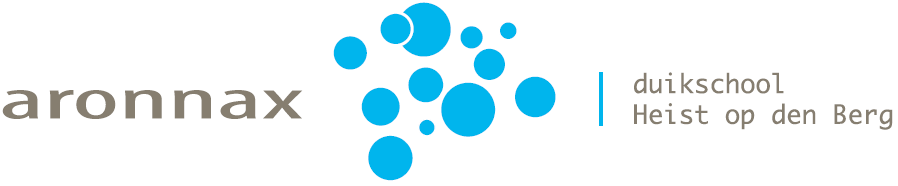 aronnax
duikschool
Heist op den Berg